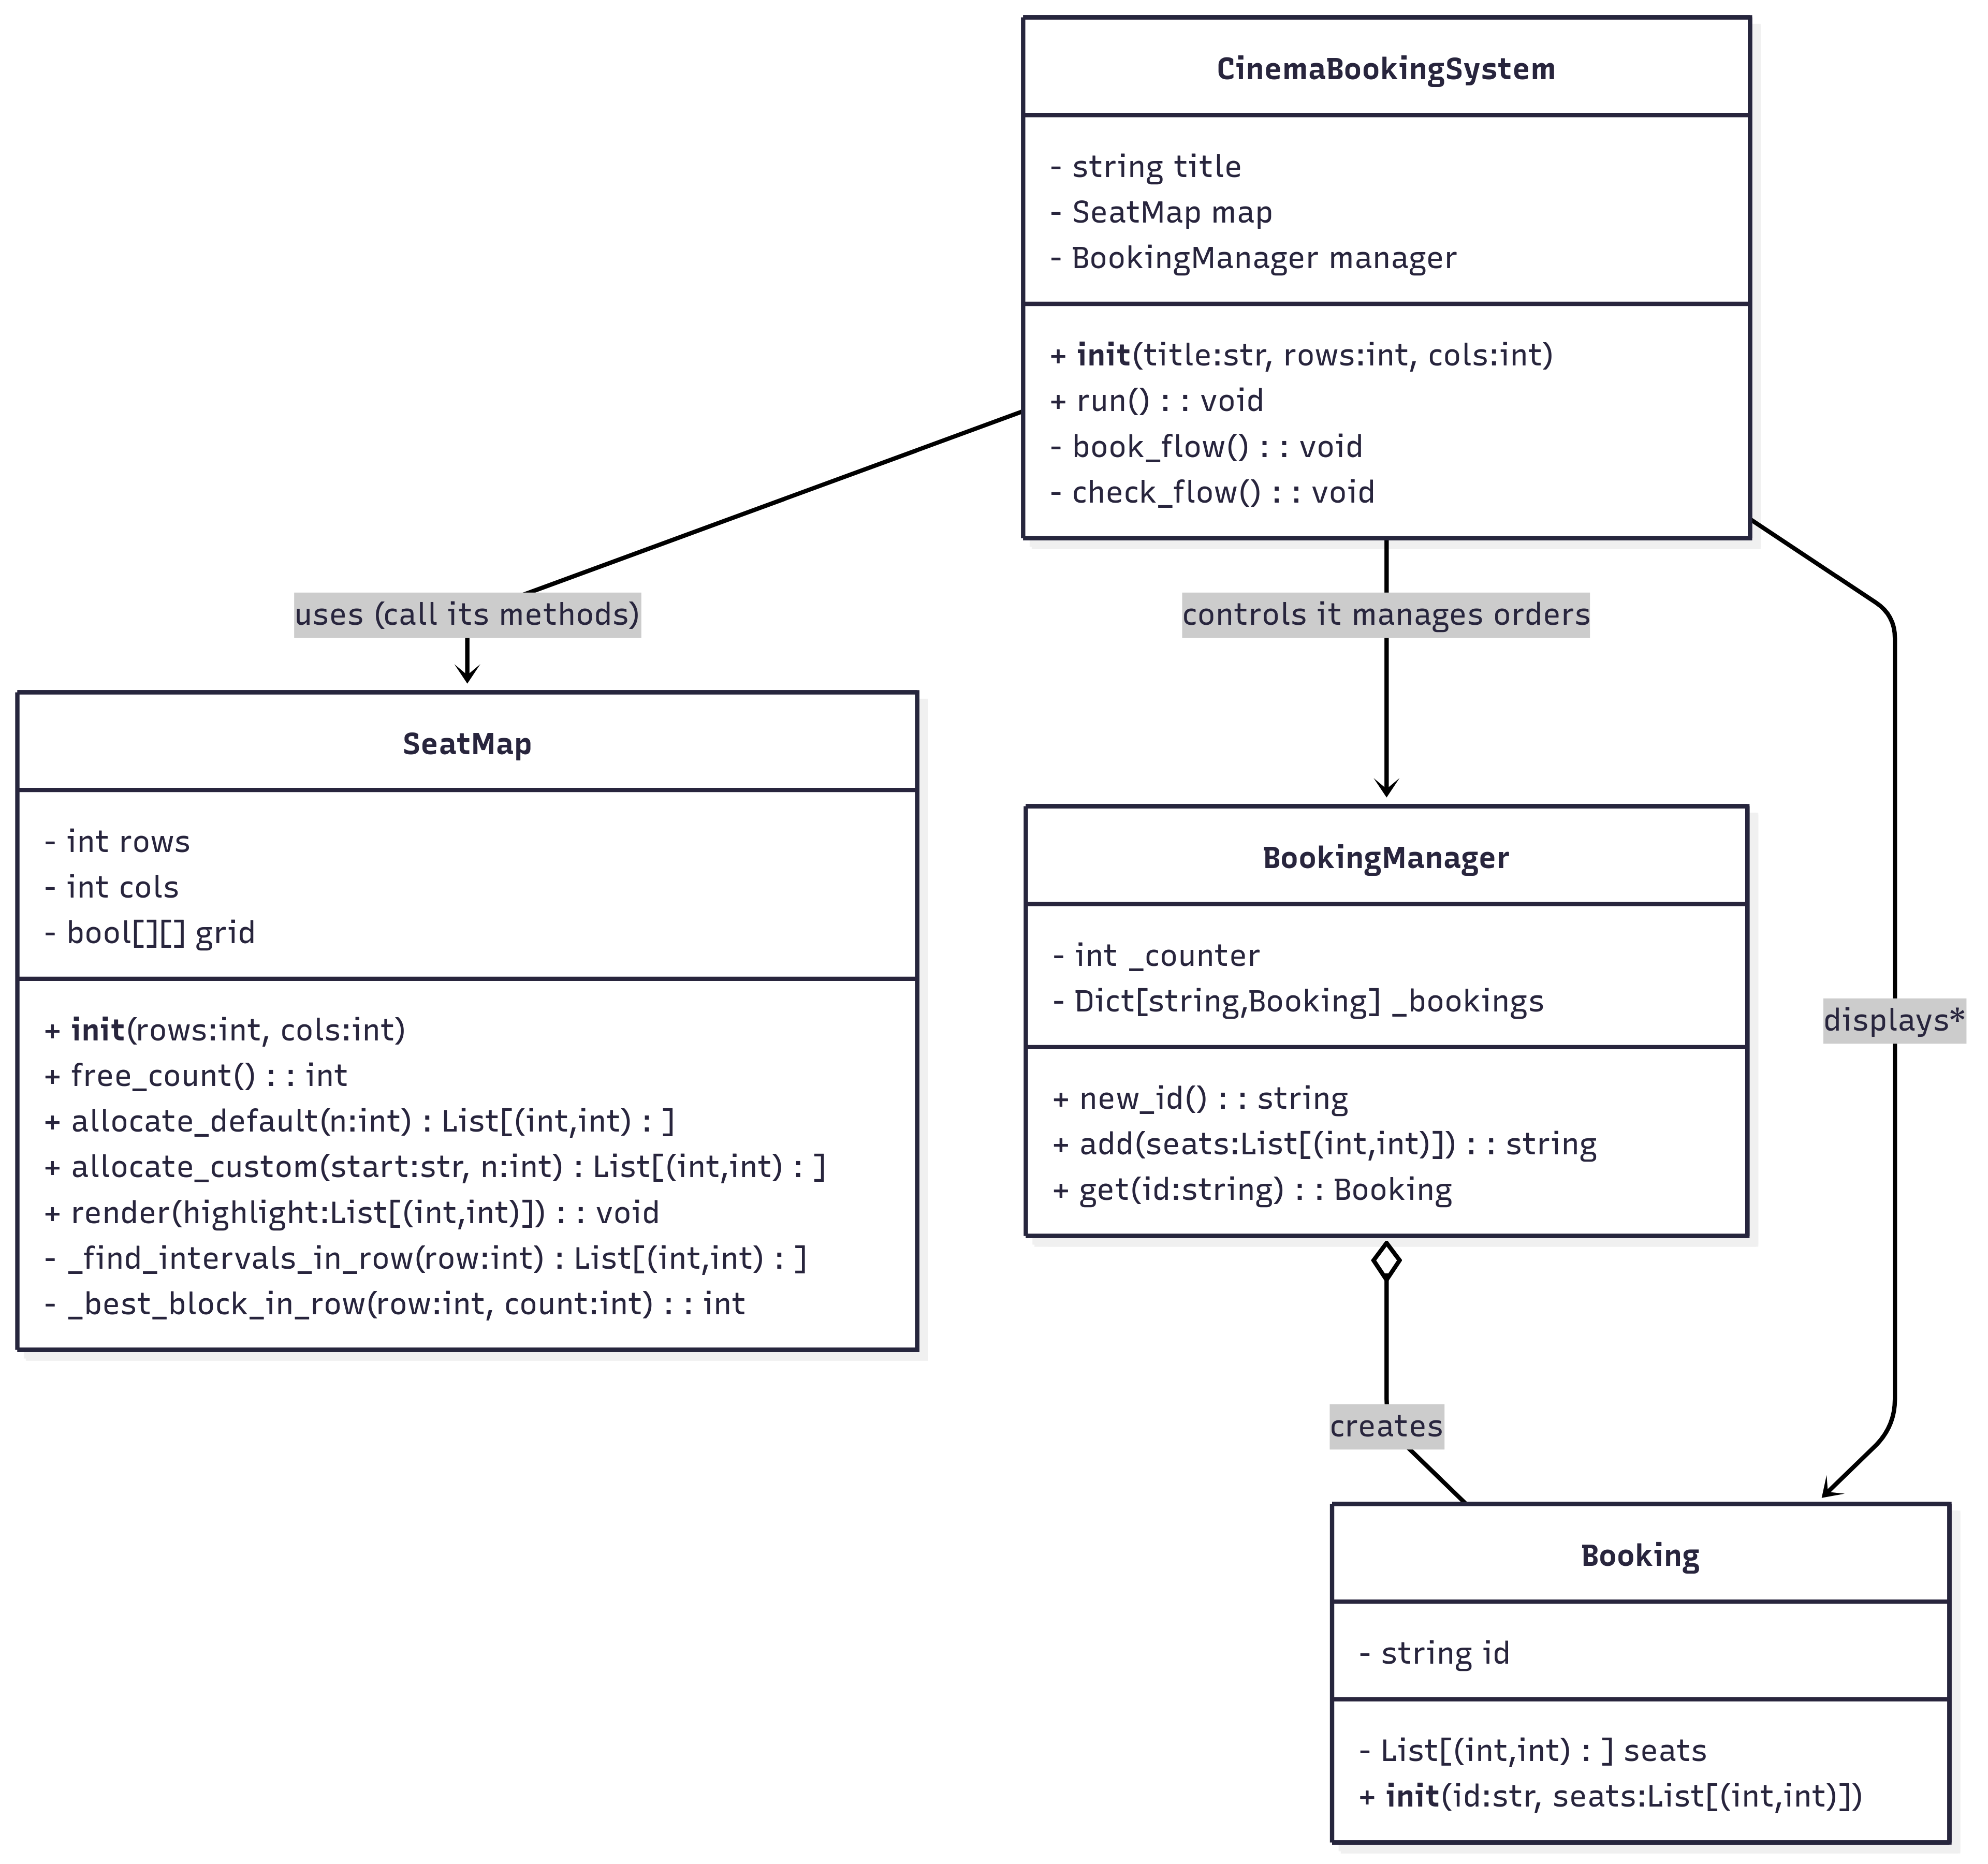 CinemaBookingSystem
- string title
- SeatMap map
- BookingManager manager
+ init(title:str, rows:int, cols:int)
+ run() : : void
- book_flow() : : void
- check_flow() : : void
uses (call its methods)
controls it manages orders
displays*
SeatMap
- int rows
- int cols
- bool[][] grid
+ init(rows:int, cols:int)
+ free_count() : : int
+ allocate_default(n:int) : List[(int,int) : ]
+ allocate_custom(start:str, n:int) : List[(int,int) : ]
+ render(highlight:List[(int,int)]) : : void
- _find_intervals_in_row(row:int) : List[(int,int) : ]
- _best_block_in_row(row:int, count:int) : : int
BookingManager
- int _counter
- Dict[string,Booking] _bookings
+ new_id() : : string
+ add(seats:List[(int,int)]) : : string
+ get(id:string) : : Booking
creates
Booking
- string id
- List[(int,int) : ] seats
+ init(id:str, seats:List[(int,int)])